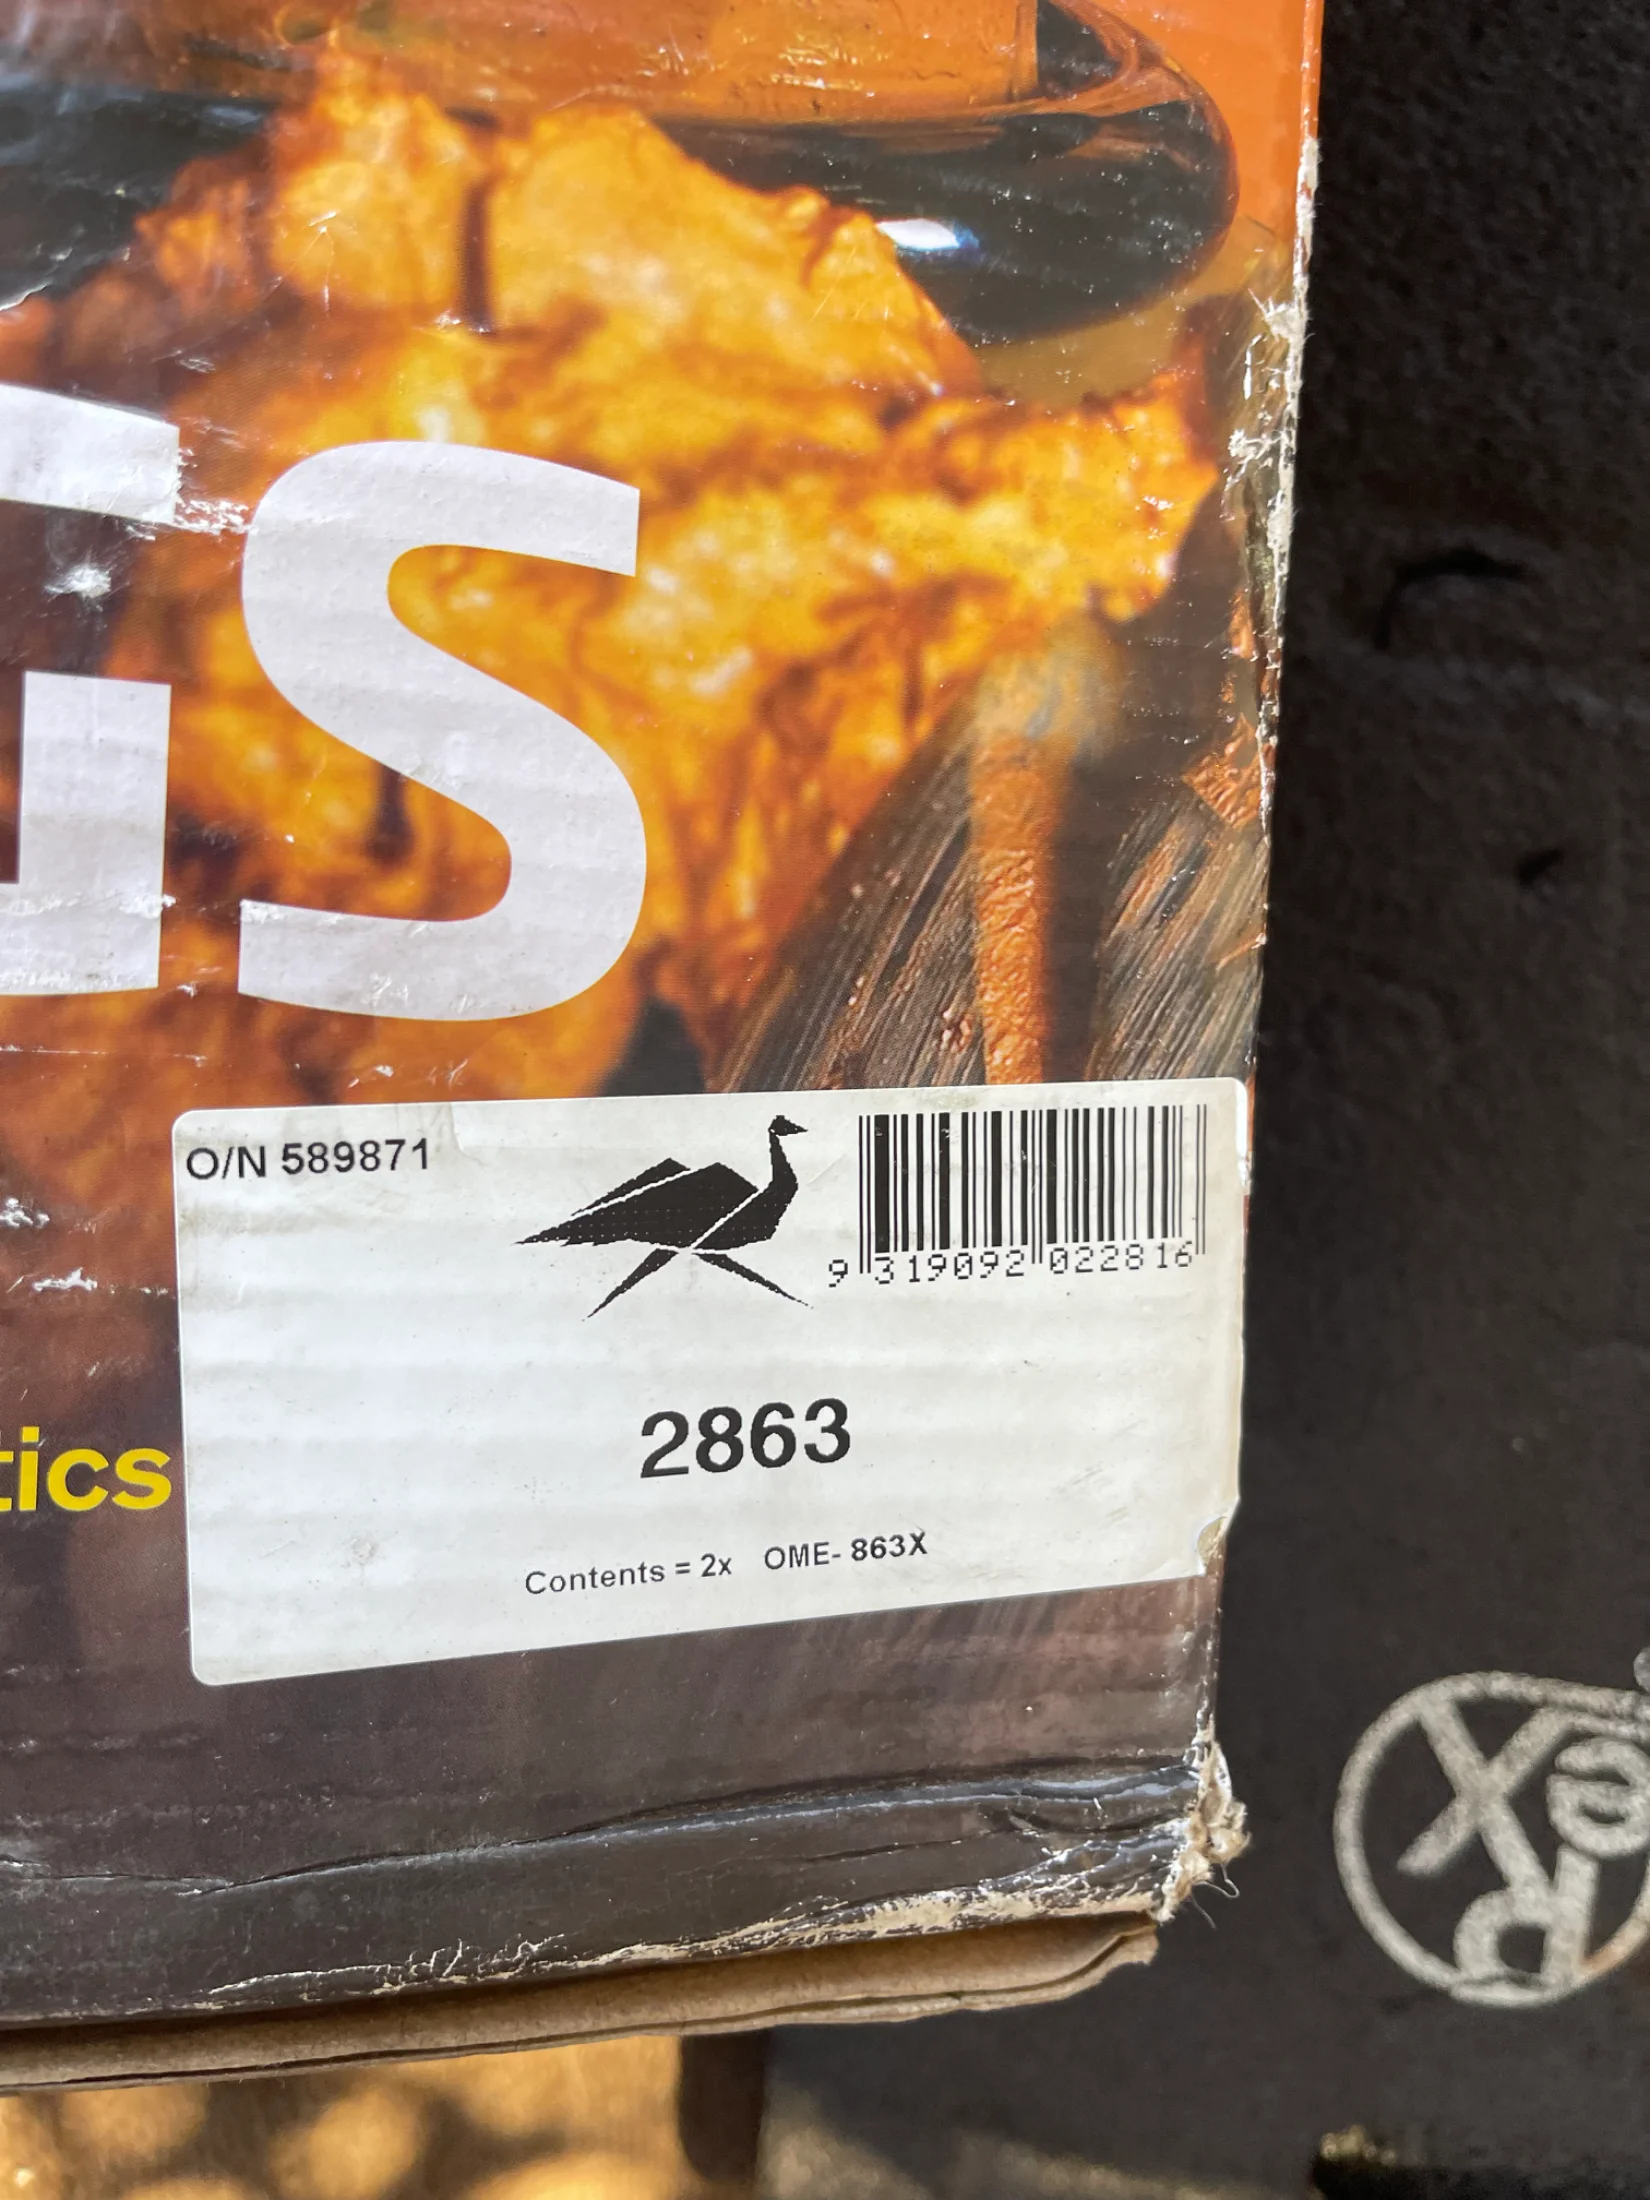 GS
O/N 589871
9 319092 022816
2863
tics
Contents = 2x OME- 863X